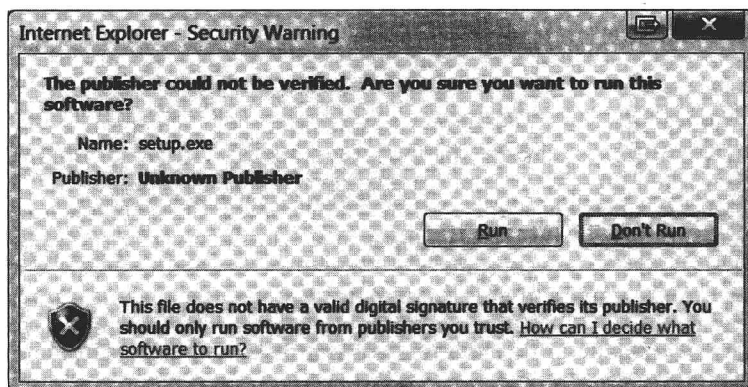 Internet Explorer - Security Warning
The publisher could not be verified.  Are you sure you want to run this
software?
Name: setup.exe
Publisher: Unknown Publisher
Run
Don't Run
This file does not have a valid digital signature that verifies its publisher. You
should only run software from publishers you trust. How can I decide what
software to run?